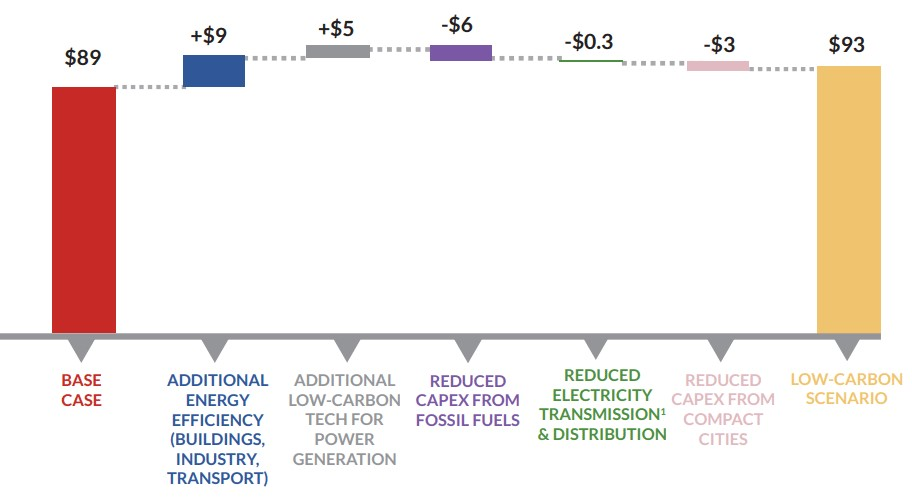 $89
+$9
+$5
-$6
-$0.3
-$3
$93
BASE
CASE
ADDITIONAL
ENERGY
EFFICIENCY
(BUILDINGS,
INDUSTRY,
TRANSPORT)
ADDITIONAL
LOW-CARBON
TECH FOR
POWER
GENERATION
REDUCED
CAPEX FROM
FOSSIL FUELS
REDUCED
ELECTRICITY
TRANSMISSION¹
& DISTRIBUTION
REDUCED
CAPEX FROM
COMPACT
CITIES
LOW-CARBON
SCENARIO